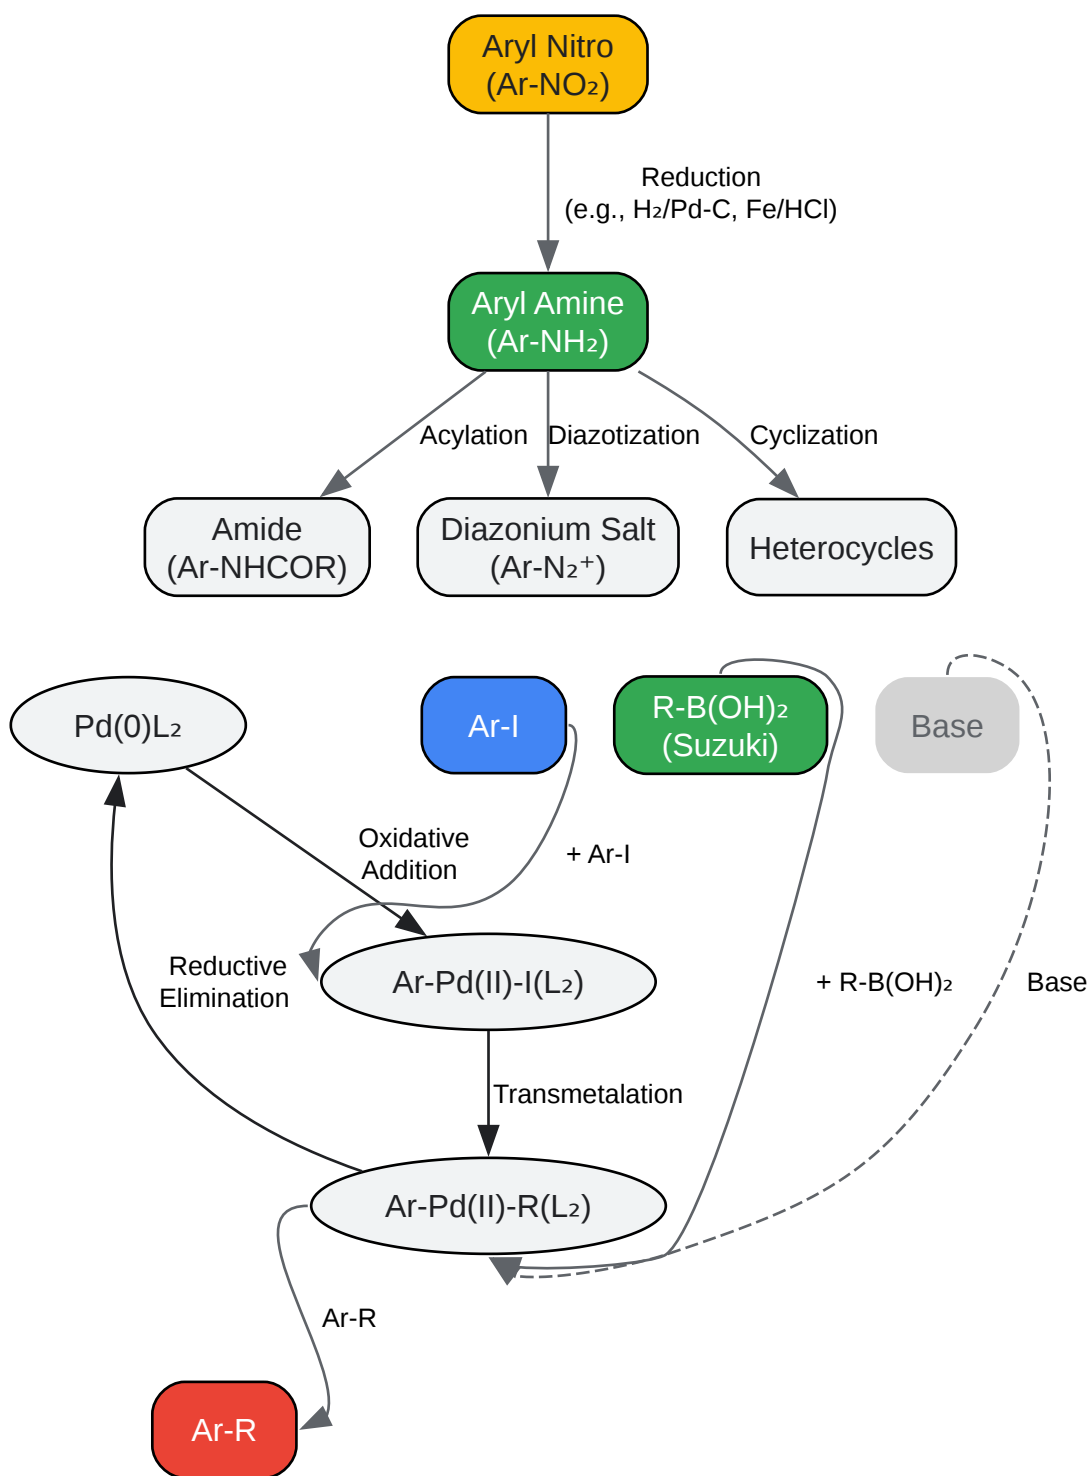 Aryl Nitro
(Ar-NO₂)
Reduction
(e.g., H₂/Pd-C, Fe/HCl)
Aryl Amine
(Ar-NH₂)
Acylation
Diazotization
Cyclization
Amide
(Ar-NHCOR)
Diazonium Salt
(Ar-N₂⁺)
Heterocycles
Pd(0)L₂
Ar-I
R-B(OH)₂
(Suzuki)
Base
Oxidative
Addition
+ Ar-I
Reductive
Elimination
Ar-Pd(II)-I(L₂)
+ R-B(OH)₂
Base
Transmetalation
Ar-Pd(II)-R(L₂)
Ar-R
Ar-R